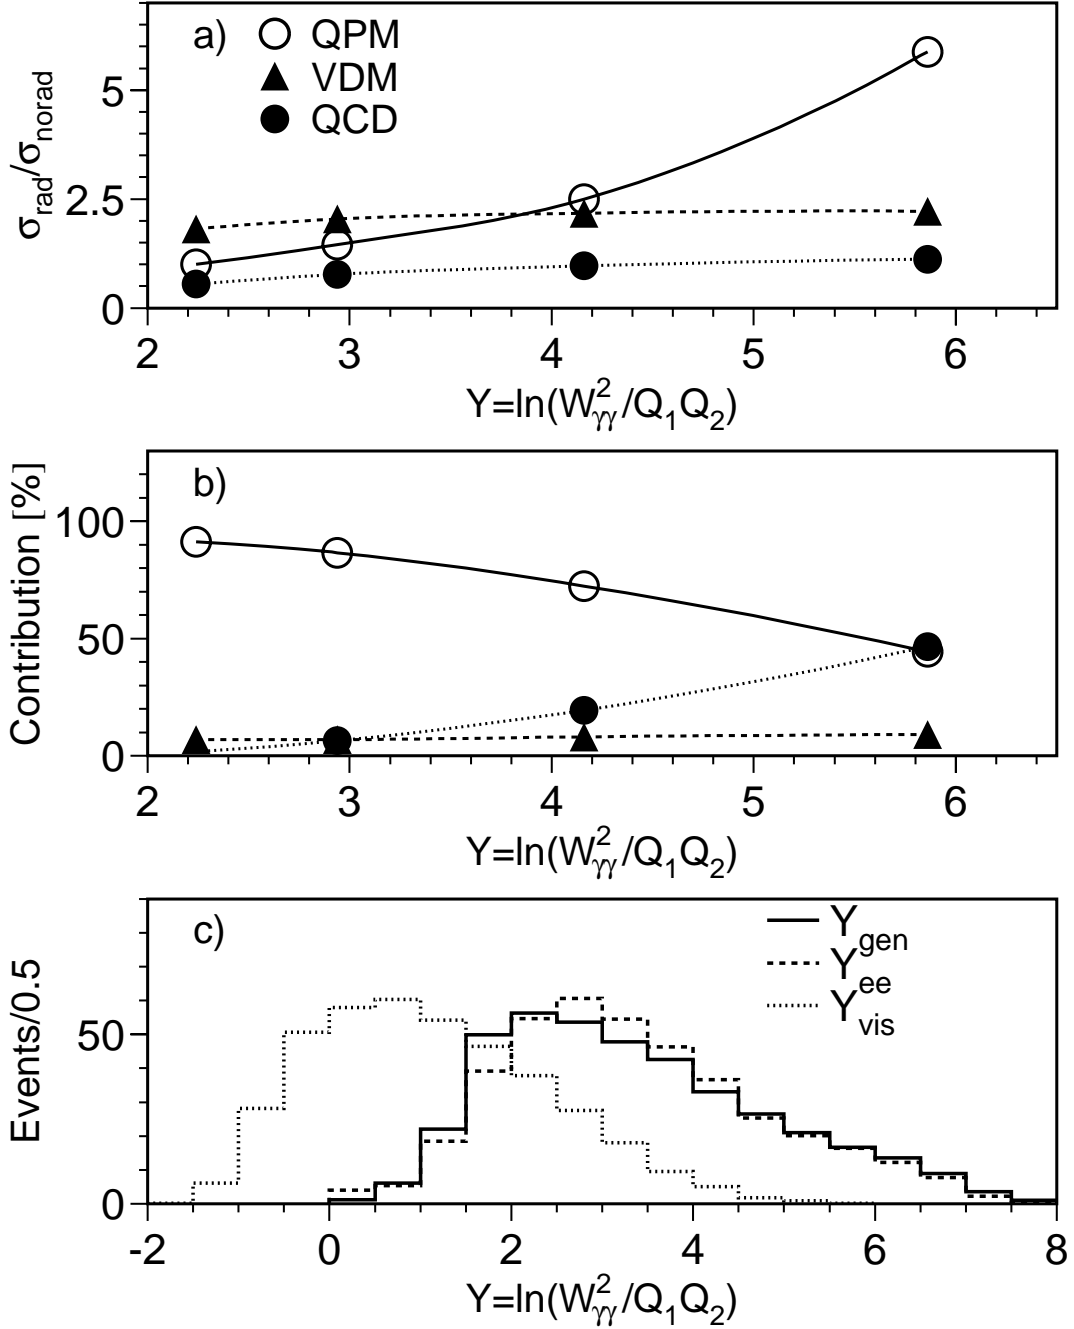 a)
QPM
VDM
QCD
σrad/σnorad
5
2.5
0
2 3 4 5 6
Y=ln(W²γγ/Q₁Q₂)
b)
Contribution [%]
100
50
0
2 3 4 5 6
Y=ln(W²γγ/Q₁Q₂)
c)
Ygen
Yee
Yvis
Events/0.5
50
0
-2 0 2 4 6 8
Y=ln(W²γγ/Q₁Q₂)